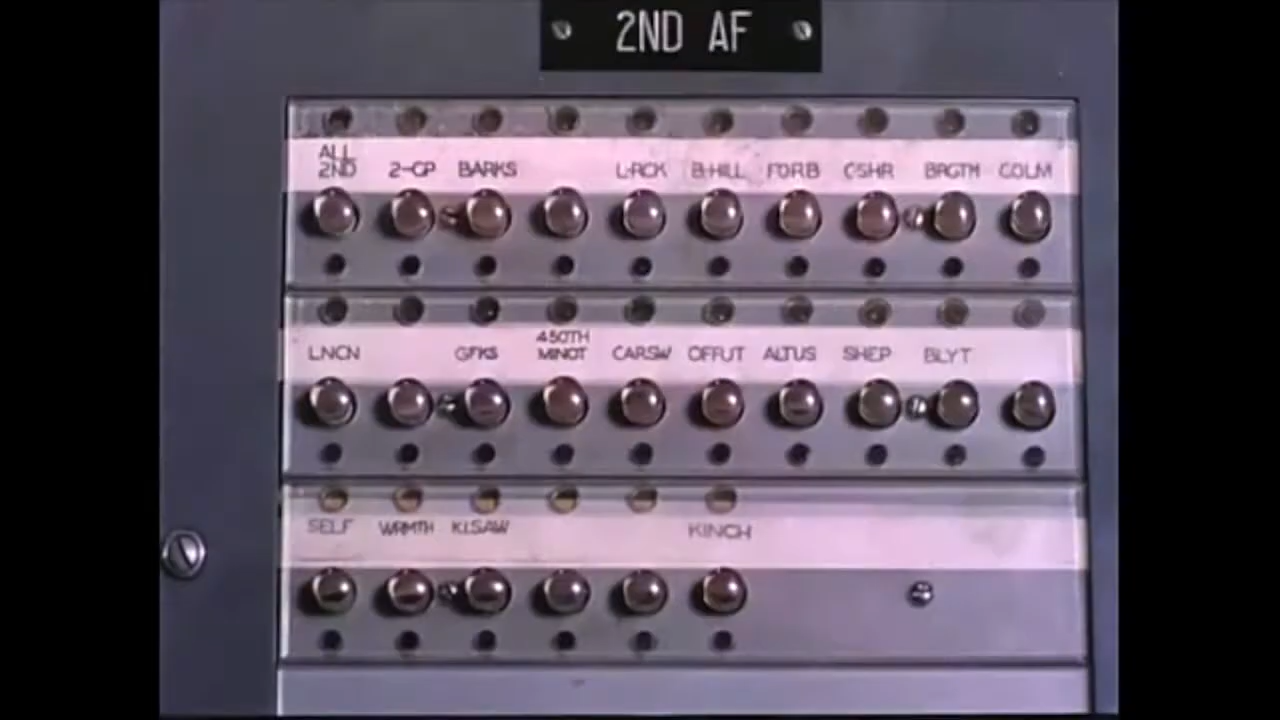 2ND AF
ALL
2ND 2-CP BARKS L-RCK B-HILL FORB CSHR BRGTM COLM
450TH
LNCN GFKS MINOT CARSW OFFUT ALTUS SHEP BLYT
SELF WRMTH K.I.SAW KINCH